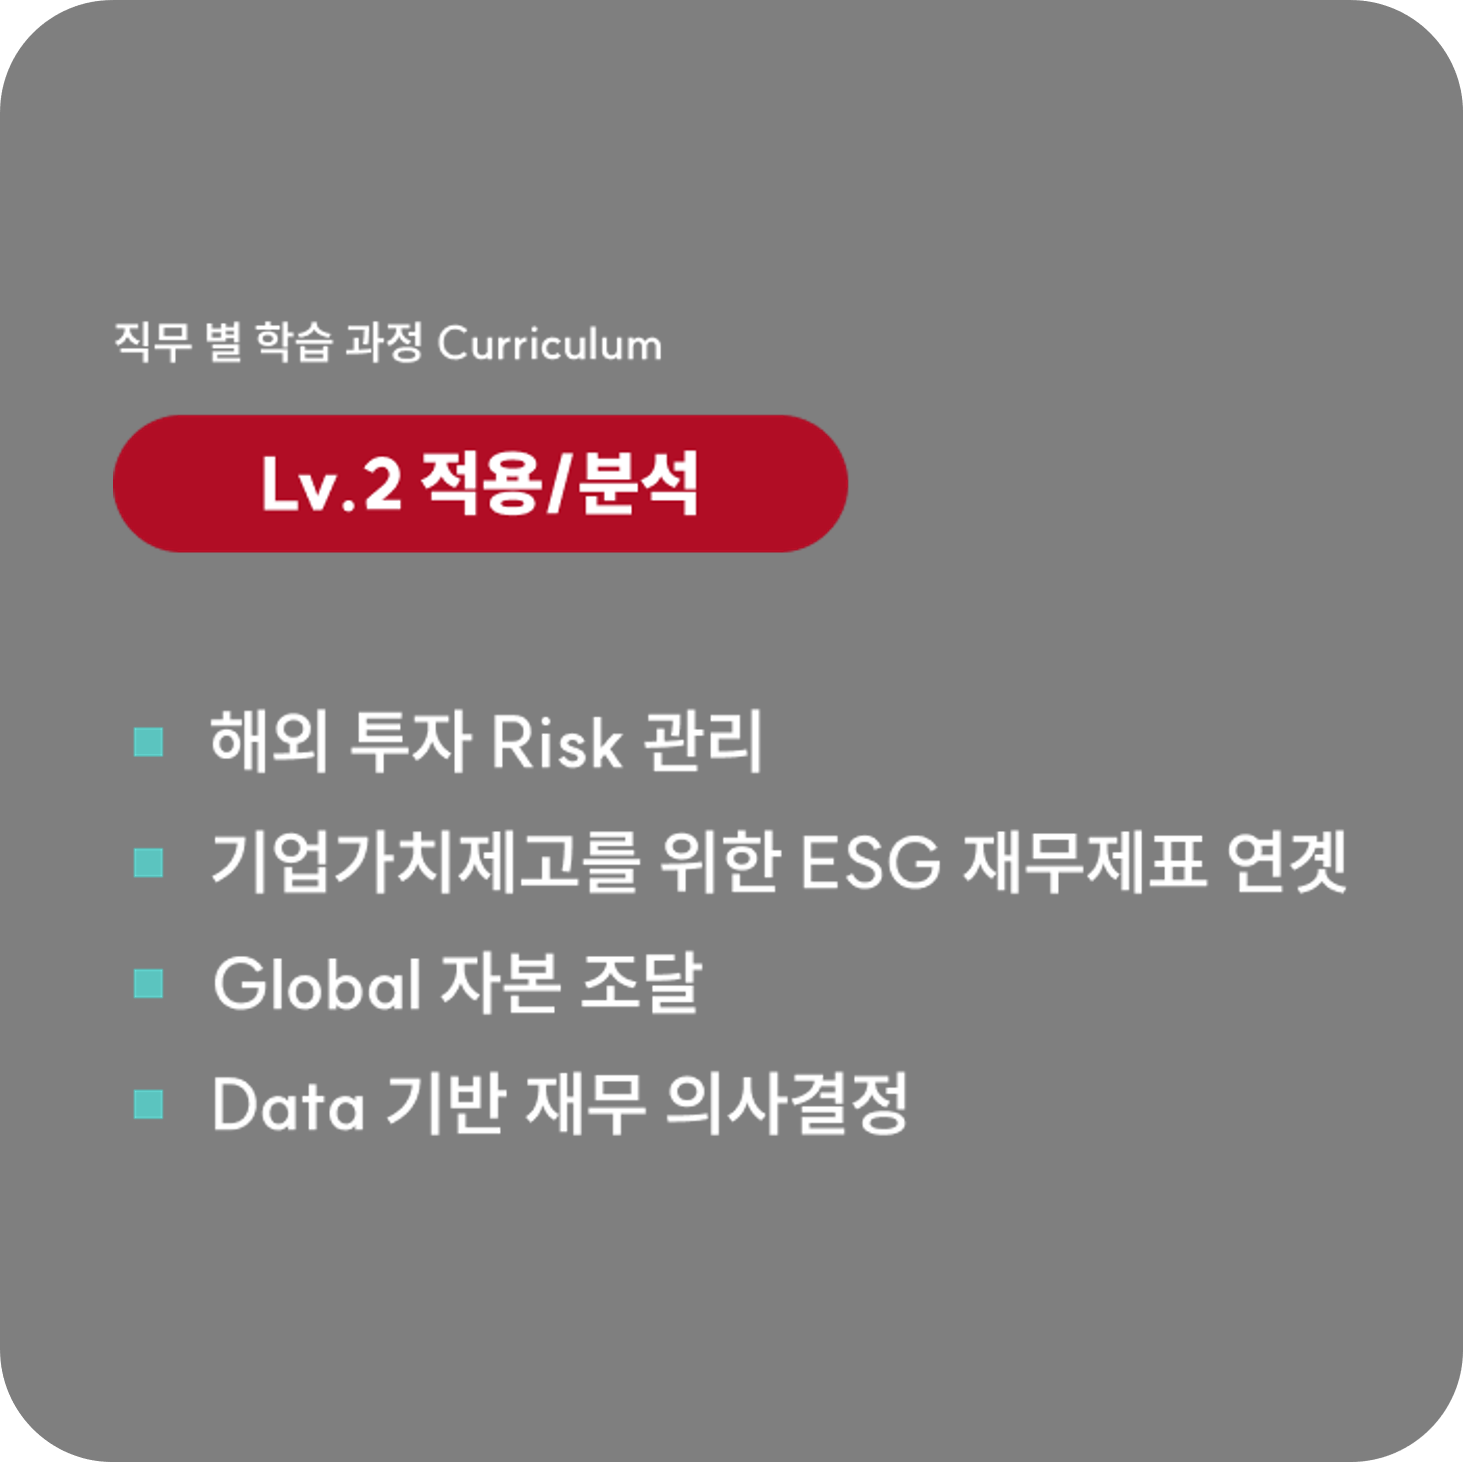 직무 별 학습 과정 Curriculum
Lv.2 적용/분석
해외 투자 Risk 관리
기업가치제고를 위한 ESG 재무제표 연곗
Global 자본 조달
Data 기반 재무 의사결정